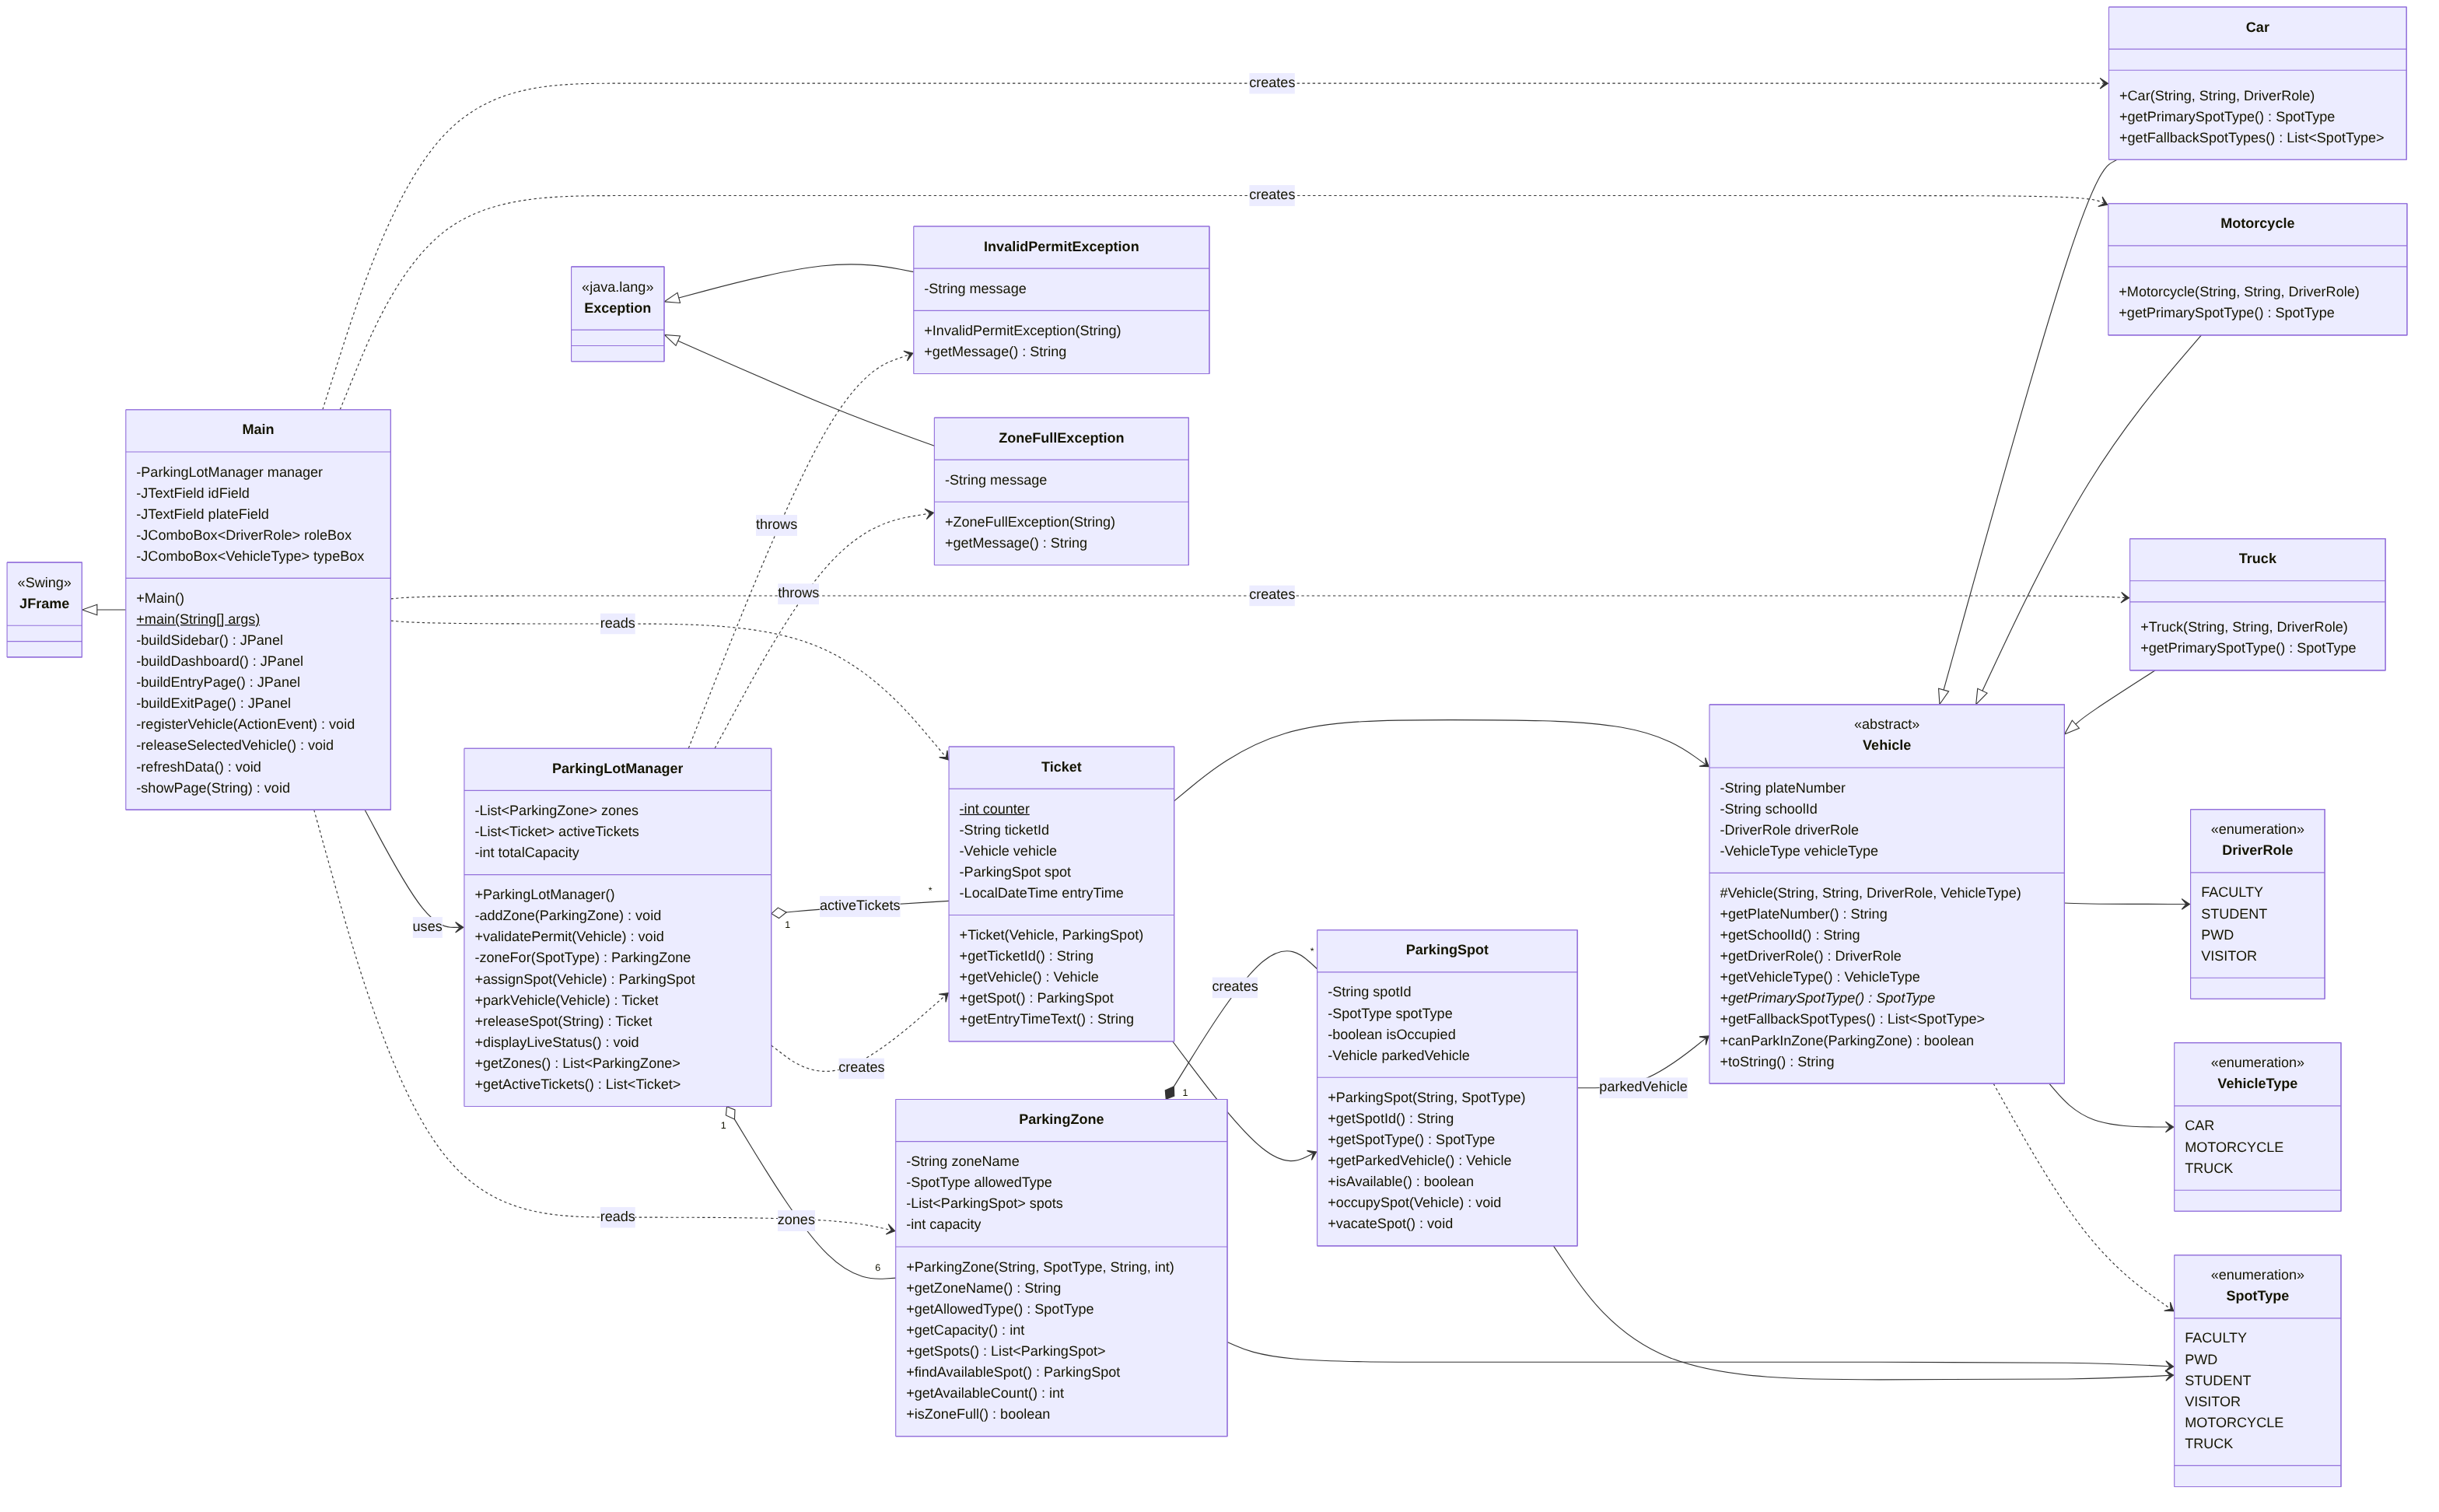 «Swing»
JFrame
Main
-ParkingLotManager manager
-JTextField idField
-JTextField plateField
-JComboBox<DriverRole> roleBox
-JComboBox<VehicleType> typeBox
+Main()
+main(String[] args)
-buildSidebar() : JPanel
-buildDashboard() : JPanel
-buildEntryPage() : JPanel
-buildExitPage() : JPanel
-registerVehicle(ActionEvent) : void
-releaseSelectedVehicle() : void
-refreshData() : void
-showPage(String) : void
creates
creates
creates
reads
reads
uses
«java.lang»
Exception
throws
throws
InvalidPermitException
-String message
+InvalidPermitException(String)
+getMessage() : String
ZoneFullException
-String message
+ZoneFullException(String)
+getMessage() : String
ParkingLotManager
-List<ParkingZone> zones
-List<Ticket> activeTickets
-int totalCapacity
+ParkingLotManager()
-addZone(ParkingZone) : void
+validatePermit(Vehicle) : void
-zoneFor(SpotType) : ParkingZone
+assignSpot(Vehicle) : ParkingSpot
+parkVehicle(Vehicle) : Ticket
+releaseSpot(String) : Ticket
+displayLiveStatus() : void
+getZones() : List<ParkingZone>
+getActiveTickets() : List<Ticket>
1
activeTickets
*
creates
1
zones
6
Ticket
-int counter
-String ticketId
-Vehicle vehicle
-ParkingSpot spot
-LocalDateTime entryTime
+Ticket(Vehicle, ParkingSpot)
+getTicketId() : String
+getVehicle() : Vehicle
+getSpot() : ParkingSpot
+getEntryTimeText() : String
ParkingZone
-String zoneName
-SpotType allowedType
-List<ParkingSpot> spots
-int capacity
+ParkingZone(String, SpotType, String, int)
+getZoneName() : String
+getAllowedType() : SpotType
+getCapacity() : int
+getSpots() : List<ParkingSpot>
+findAvailableSpot() : ParkingSpot
+getAvailableCount() : int
+isZoneFull() : boolean
1
creates
*
ParkingSpot
-String spotId
-SpotType spotType
-boolean isOccupied
-Vehicle parkedVehicle
+ParkingSpot(String, SpotType)
+getSpotId() : String
+getSpotType() : SpotType
+getParkedVehicle() : Vehicle
+isAvailable() : boolean
+occupySpot(Vehicle) : void
+vacateSpot() : void
parkedVehicle
«abstract»
Vehicle
-String plateNumber
-String schoolId
-DriverRole driverRole
-VehicleType vehicleType
#Vehicle(String, String, DriverRole, VehicleType)
+getPlateNumber() : String
+getSchoolId() : String
+getDriverRole() : DriverRole
+getVehicleType() : VehicleType
+getPrimarySpotType() : SpotType
+getFallbackSpotTypes() : List<SpotType>
+canParkInZone(ParkingZone) : boolean
+toString() : String
Car
+Car(String, String, DriverRole)
+getPrimarySpotType() : SpotType
+getFallbackSpotTypes() : List<SpotType>
Motorcycle
+Motorcycle(String, String, DriverRole)
+getPrimarySpotType() : SpotType
Truck
+Truck(String, String, DriverRole)
+getPrimarySpotType() : SpotType
«enumeration»
DriverRole
FACULTY
STUDENT
PWD
VISITOR
«enumeration»
VehicleType
CAR
MOTORCYCLE
TRUCK
«enumeration»
SpotType
FACULTY
PWD
STUDENT
VISITOR
MOTORCYCLE
TRUCK